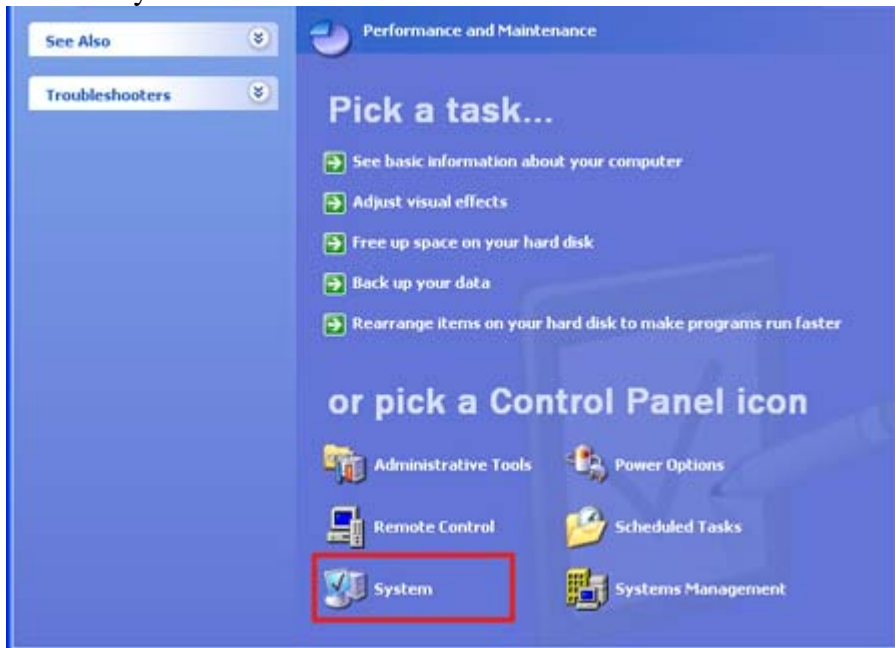 See Also
Troubleshooters
Performance and Maintenance
Pick a task...
See basic information about your computer
Adjust visual effects
Free up space on your hard disk
Back up your data
Rearrange items on your hard disk to make programs run faster
or pick a Control Panel icon
Administrative Tools
Power Options
Remote Control
Scheduled Tasks
System
Systems Management